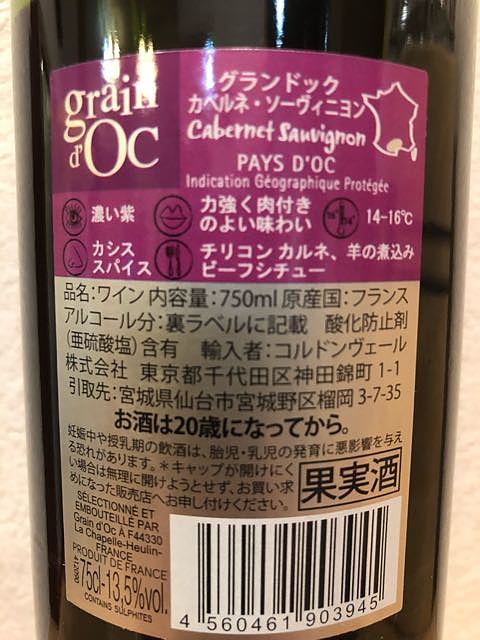 grain
d'OC
グランドック
カベルネ・ソーヴィニヨン
Cabernet Sauvignon
PAYS D'OC
Indication Géographique Protégée
濃い紫
力強く肉付き
のよい味わい
14-16℃
カシス
スパイス
チリコンカルネ、羊の煮込み
ビーフシチュー
品名:ワイン 内容量:750ml 原産国:フランス
アルコール分:裏ラベルに記載 酸化防止剤
(亜硫酸塩)含有 輸入者:コルドンヴェール
株式会社 東京都千代田区神田錦町 1-1
引取先:宮城県仙台市宮城野区榴岡 3-7-35
お酒は20歳になってから。
妊娠中や授乳期の飲酒は、胎児・乳児の発育に悪影響を与え
る恐れがあります。＊キャップが開けにく
い場合は無理に開けようとせず、お買い求
めになった販売店へお申し付けください。
果実酒
SÉLECTIONNÉ ET
EMBOUTEILLÉ PAR
Grain d'Oc À F44330
La Chapelle-Heulin-
FRANCE
PRODUIT DE FRANCE
75cl-13,5%vol.
CONTAINS SULPHITES
4 560461 903945